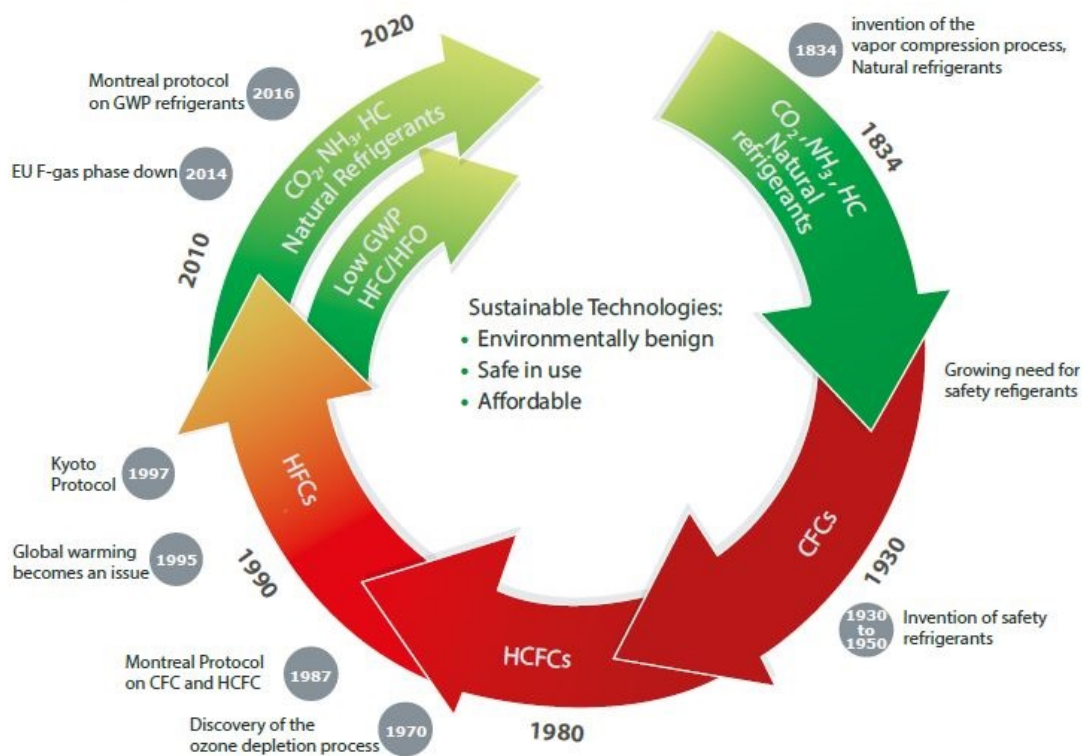 invention of the
vapor compression process,
Natural refrigerants
1834
CO₂, NH₃, HC
Natural
refrigerants
1834
Growing need for
safety refigerants
CFCs
1930
1930
to
1950
Invention of safety
refrigerants
HCFCs
1980
Discovery of the
ozone depletion process
1970
Montreal Protocol
on CFC and HCFC
1987
1990
Global warming
becomes an issue
1995
Kyoto
Protocol
1997
HFCs
2010
EU F-gas phase down
2014
Montreal protocol
on GWP refrigerants
2016
2020
CO₂, NH₃, HC
Natural Refrigerants
Low GWP
HFC/HFO
Sustainable Technologies:
• Environmentally benign
• Safe in use
• Affordable